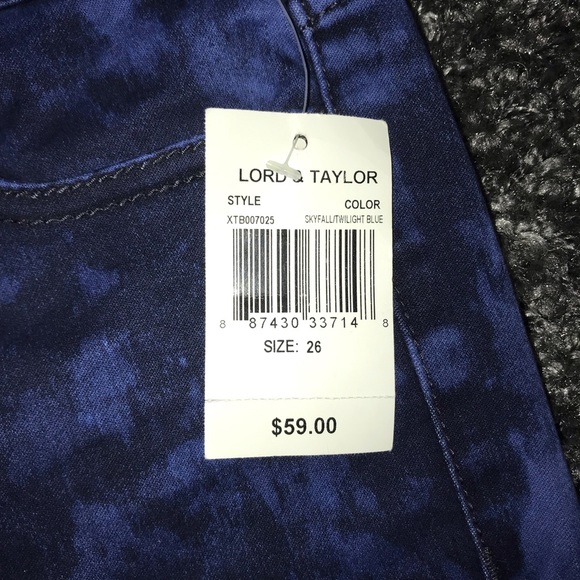 LORD & TAYLOR
STYLE COLOR
XTB007025 SKYFALL/TWILIGHT BLUE
8 87430 33714 8
SIZE: 26
$59.00